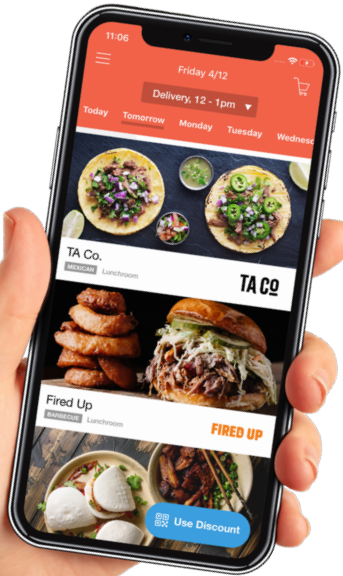 11:06
Friday 4/12
Delivery, 12 - 1pm
Today Tomorrow Monday Tuesday Wednesd
TA Co.
MEXICAN Lunchroom
TA CO
Fired Up
BARBECUE Lunchroom
FIRED UP
Use Discount